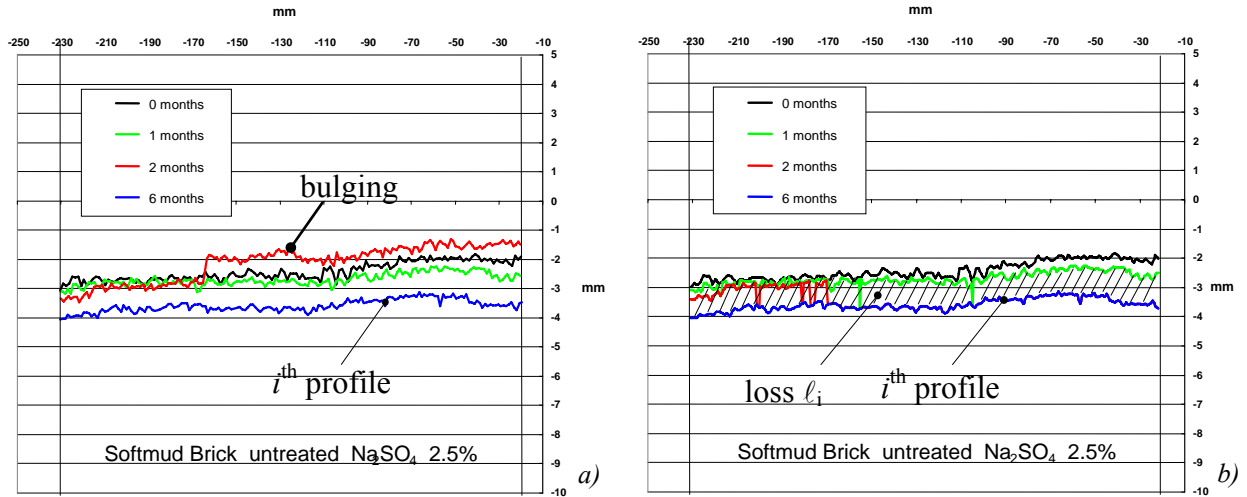 mm
-250 -230 -210 -190 -170 -150 -130 -110 -90 -70 -50 -30 -10
5
4
3
2
1
0
-1
-2
-3
mm
-4
-5
-6
-7
-8
-9
-10
0 months
1 months
2 months
6 months
bulging
iᵗʰ profile
Softmud Brick untreated Na₂SO₄ 2.5%
a)
mm
-250 -230 -210 -190 -170 -150 -130 -110 -90 -70 -50 -30 -10
5
4
3
2
1
0
-1
-2
-3
mm
-4
-5
-6
-7
-8
-9
-10
0 months
1 months
2 months
6 months
loss ℓᵢ
iᵗʰ profile
Softmud Brick untreated Na₂SO₄ 2.5%
b)